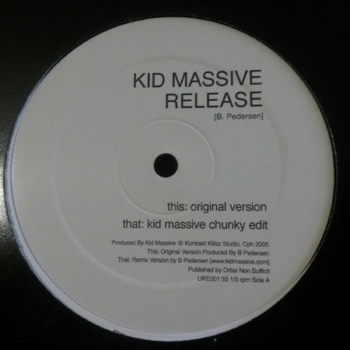 KID MASSIVE
RELEASE
[B. Pedersen]
this: original version
that: kid massive chunky edit
Produced By Kid Massive @ Kontrakt Killaz Studio, Cph 2005
This: Original Version Produced By B Pedersen
That: Remix Version by B Pedersen [www.kidmassive.com]
Published by Orbis Non Sufficit
LIKE001 33 1/3 rpm Side A